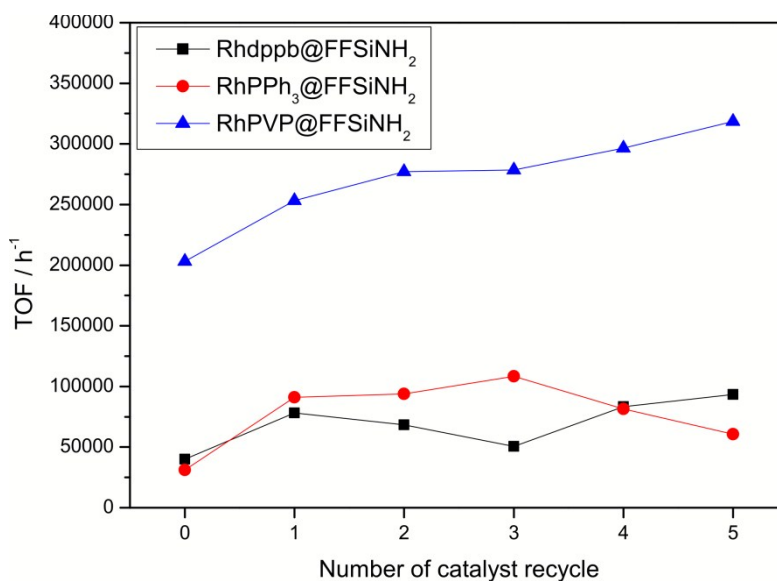 400000
350000
300000
250000
200000
150000
100000
50000
0
TOF / h⁻¹
Rhdppb@FFSiNH₂
RhPPh₃@FFSiNH₂
RhPVP@FFSiNH₂
0 1 2 3 4 5
Number of catalyst recycle